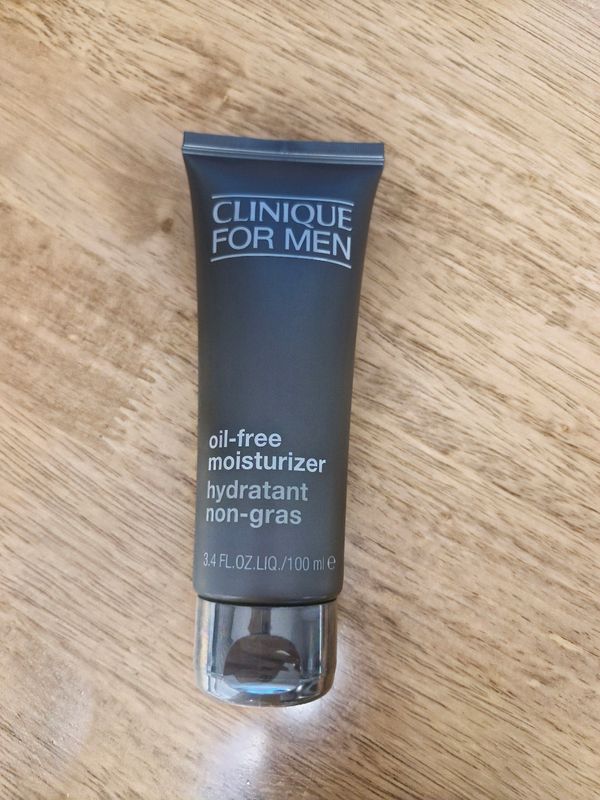 CLINIQUE
FOR MEN
oil-free
moisturizer
hydratant
non-gras
3.4 FL.OZ.LIQ./100 ml ℮